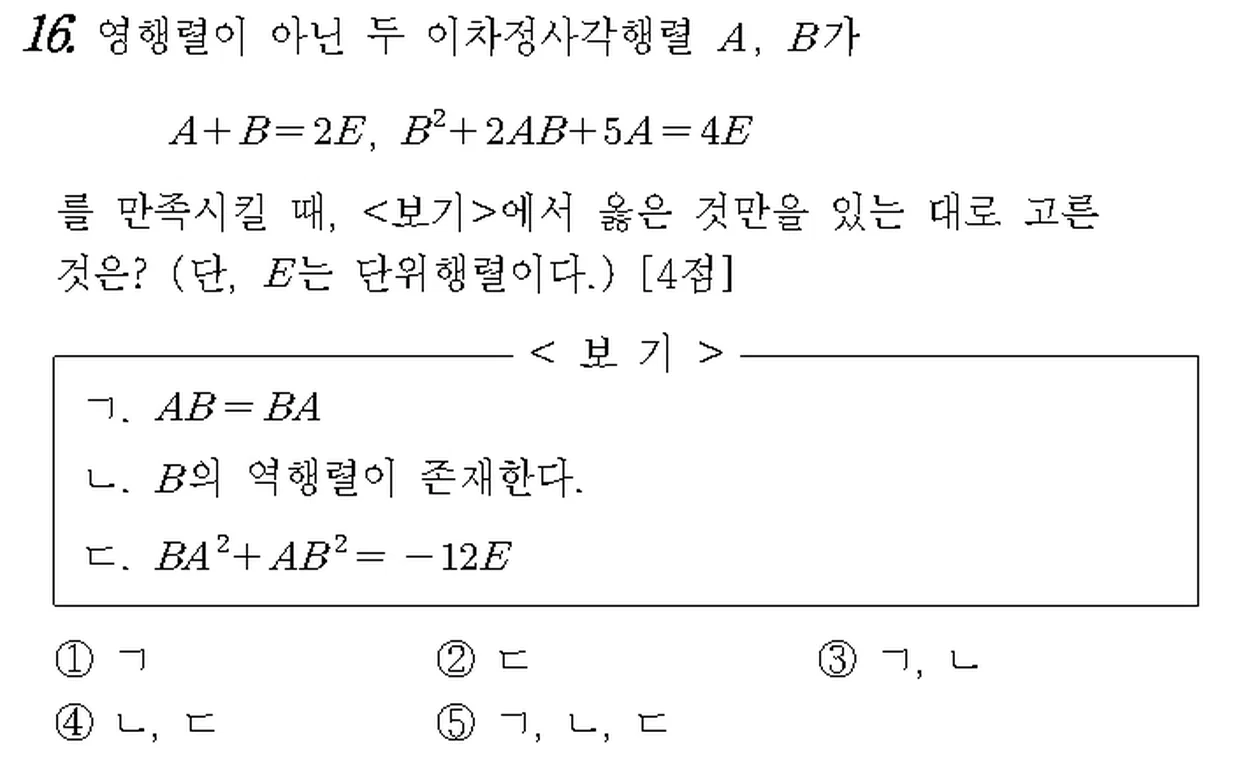 16. 영행렬이 아닌 두 이차정사각행렬 A, B가
A+B=2E, B²+2AB+5A=4E
를 만족시킬 때, <보기>에서 옳은 것만을 있는 대로 고른
것은? (단, E는 단위행렬이다.) [4점]
< 보 기 >
ㄱ. AB=BA
ㄴ. B의 역행렬이 존재한다.
ㄷ. BA²+AB²= -12E
① ㄱ ② ㄷ ③ ㄱ, ㄴ
④ ㄴ, ㄷ ⑤ ㄱ, ㄴ, ㄷ